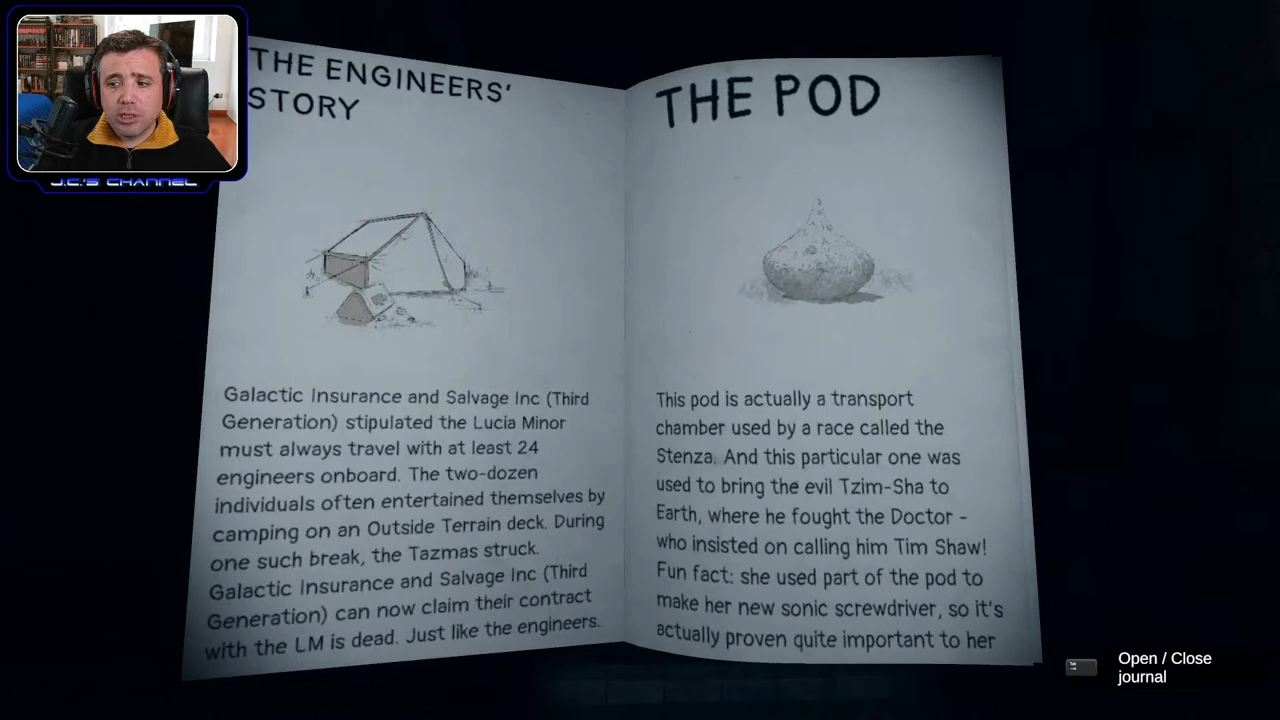 THE ENGINEERS'
STORY
Galactic Insurance and Salvage Inc (Third
Generation) stipulated the Lucia Minor
must always travel with at least 24
engineers onboard. The two-dozen
individuals often entertained themselves by
camping on an Outside Terrain deck. During
one such break, the Tazmas struck.
Galactic Insurance and Salvage Inc (Third
Generation) can now claim their contract
with the LM is dead. Just like the engineers.
THE POD
This pod is actually a transport
chamber used by a race called the
Stenza. And this particular one was
used to bring the evil Tzim-Sha to
Earth, where he fought the Doctor -
who insisted on calling him Tim Shaw!
Fun fact: she used part of the pod to
make her new sonic screwdriver, so it's
actually proven quite important to her
J.C.'S CHANNEL
Tab
Open / Close
journal